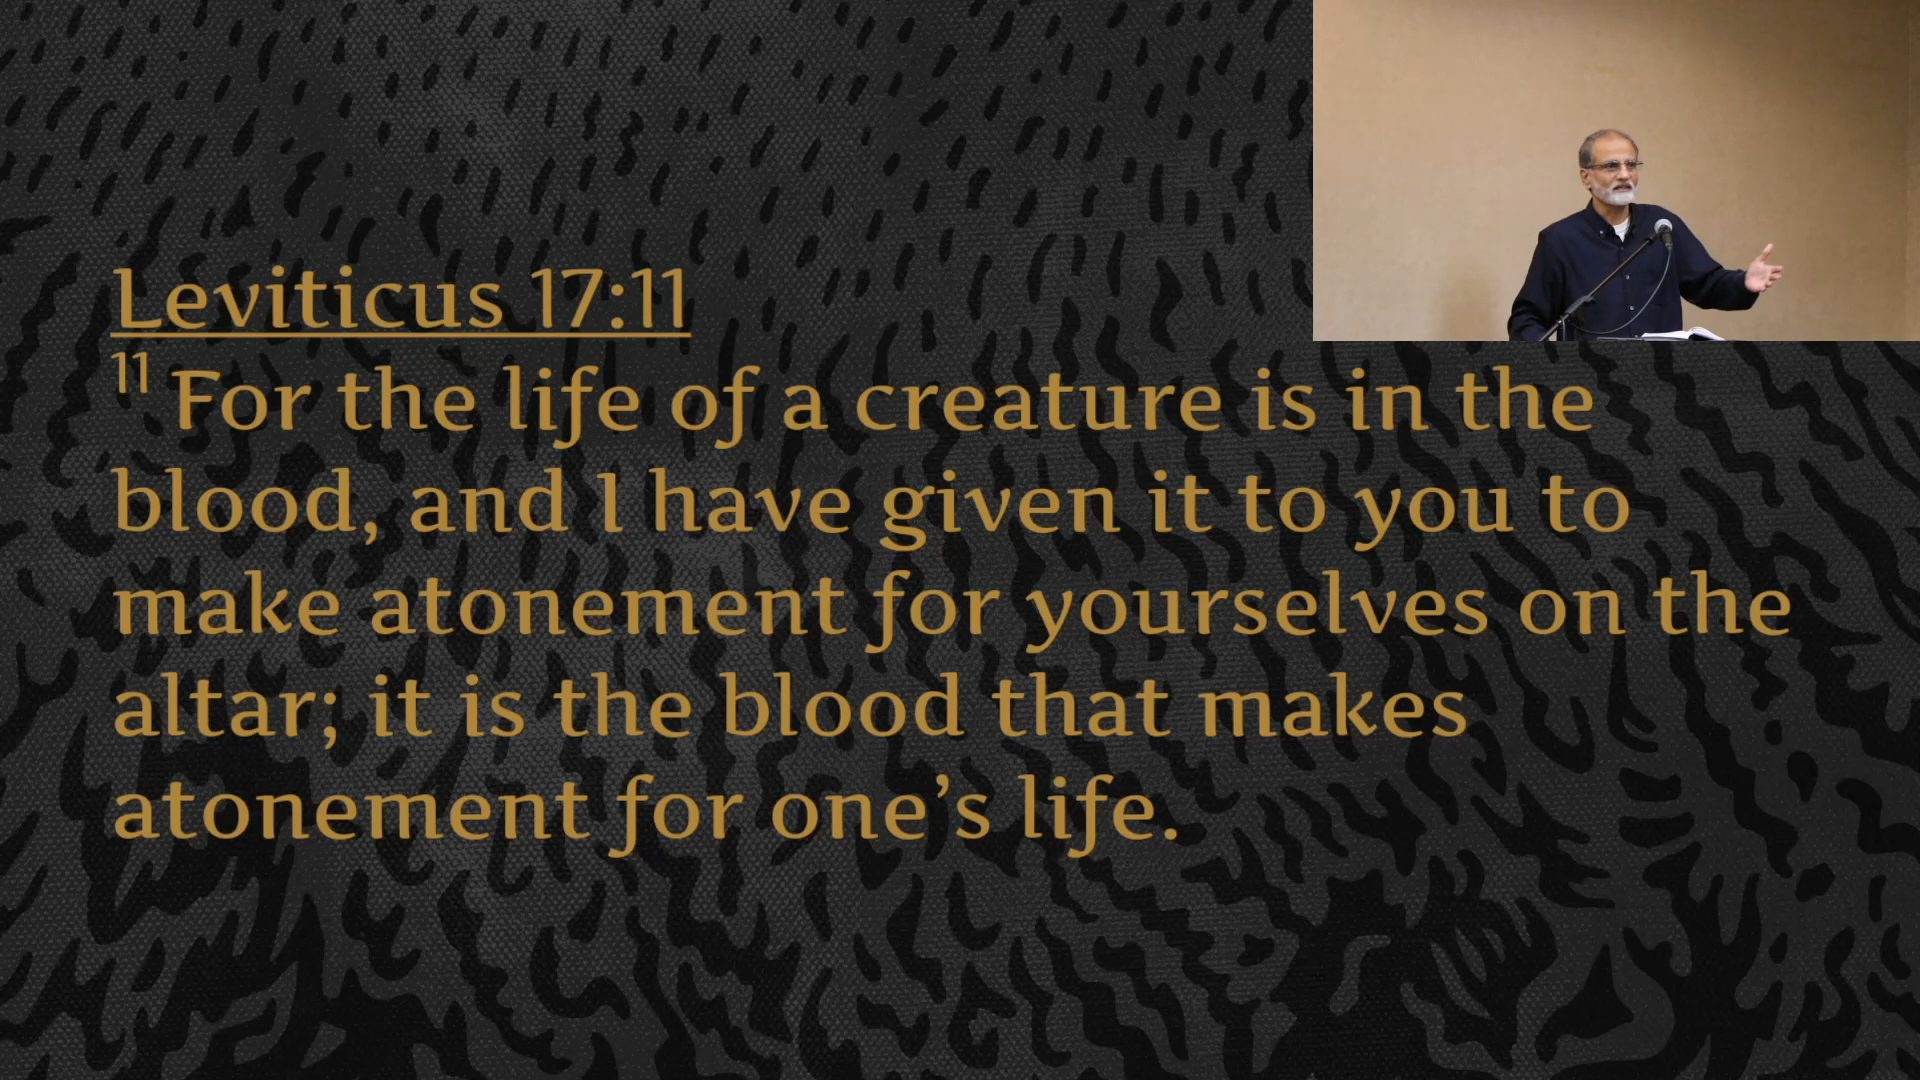 Leviticus 17:11
11 For the life of a creature is in the
blood, and I have given it to you to
make atonement for yourselves on the
altar; it is the blood that makes
atonement for one’s life.